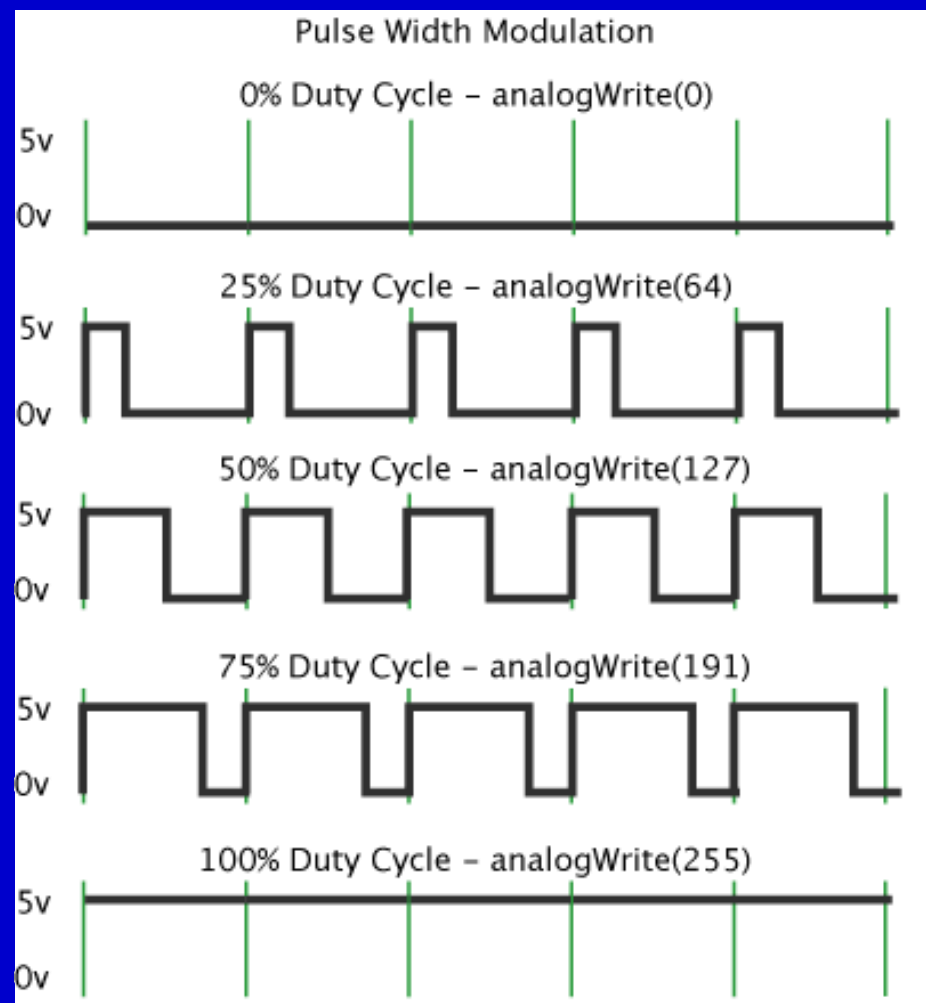 Pulse Width Modulation
0% Duty Cycle – analogWrite(0)
5v
0v
25% Duty Cycle – analogWrite(64)
5v
0v
50% Duty Cycle – analogWrite(127)
5v
0v
75% Duty Cycle – analogWrite(191)
5v
0v
100% Duty Cycle – analogWrite(255)
5v
0v